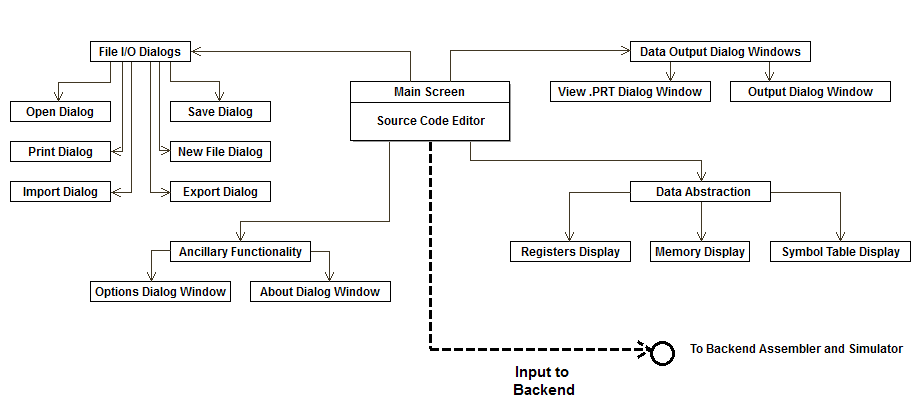 File I/O Dialogs
Data Output Dialog Windows
Main Screen
View .PRT Dialog Window
Output Dialog Window
Open Dialog
Save Dialog
Source Code Editor
Print Dialog
New File Dialog
Import Dialog
Export Dialog
Data Abstraction
Ancillary Functionality
Registers Display
Memory Display
Symbol Table Display
Options Dialog Window
About Dialog Window
To Backend Assembler and Simulator
Input to
Backend